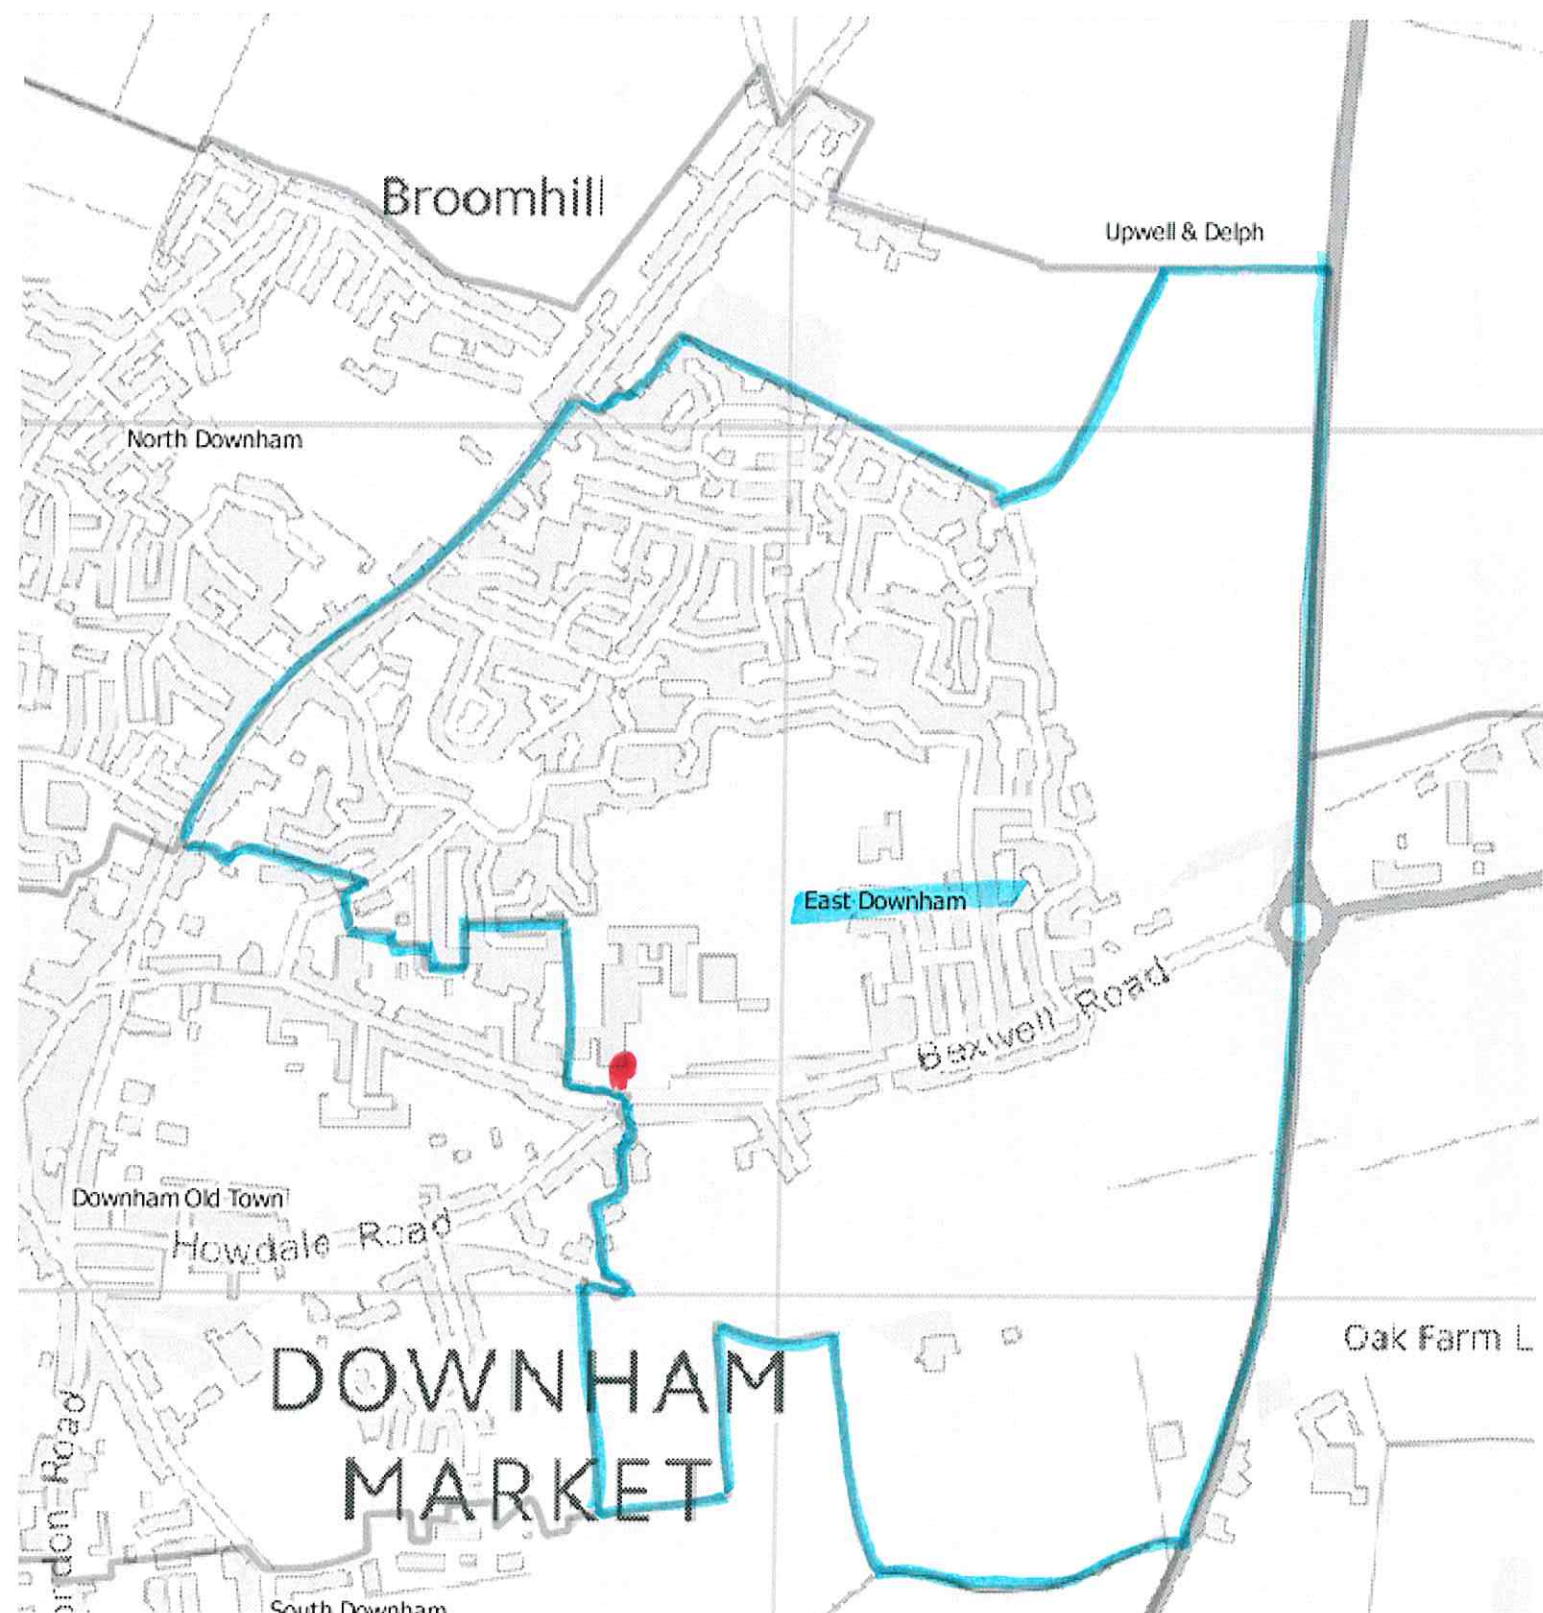 Broomhill
Upwell & Delph
North Downham
East Downham
Bexwell Road
Downham Old Town
Howdale Road
Oak Farm L
DOWNHAM
MARKET
South Downham